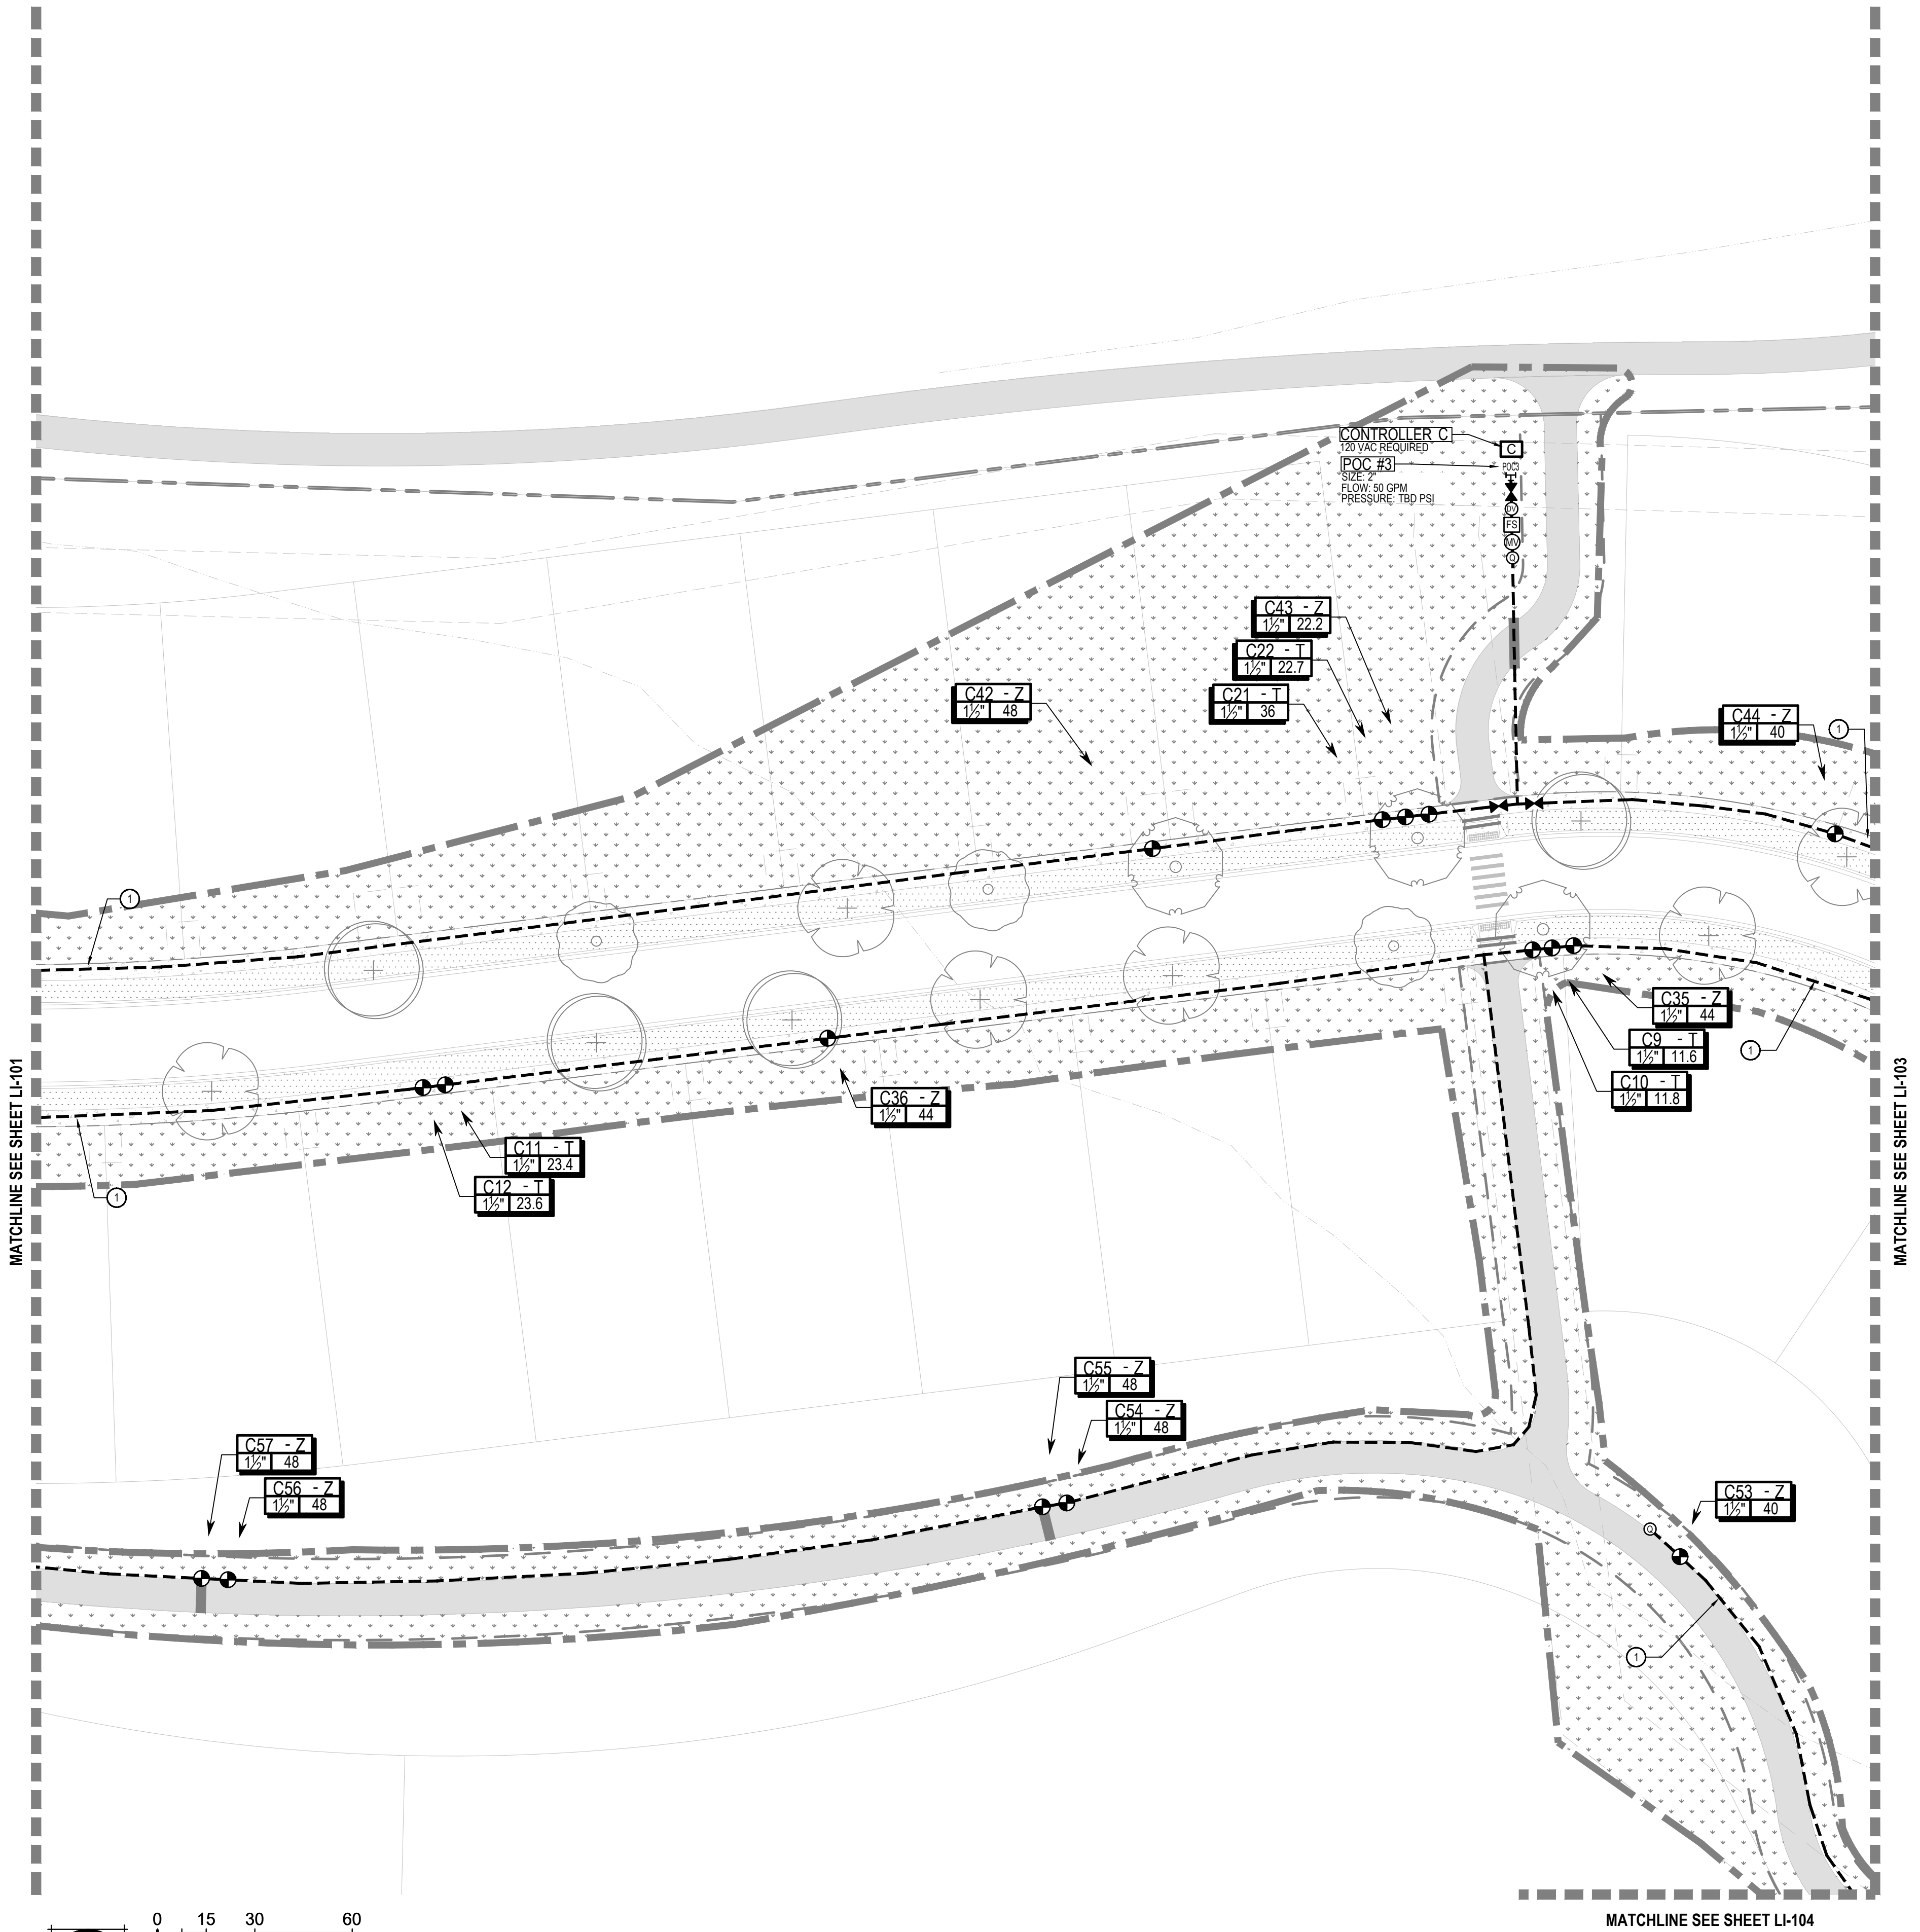 CONTROLLER C
120 VAC REQUIRED
C
POC #3
POC3
SIZE: 2"
FLOW: 50 GPM
PRESSURE: TBD PSI
DV
FS
MV
Q
C43 - Z
1½" 22.2
C22 - T
1½" 22.7
C42 - Z
1½" 48
C21 - T
1½" 36
C44 - Z
1½" 40
1
1
C35 - Z
1½" 44
C9 - T
1½" 11.6
1
C10 - T
1½" 11.8
C36 - Z
1½" 44
C11 - T
1½" 23.4
C12 - T
1½" 23.6
1
MATCHLINE SEE SHEET LI-101
MATCHLINE SEE SHEET LI-103
C55 - Z
1½" 48
C54 - Z
1½" 48
C57 - Z
1½" 48
C56 - Z
1½" 48
C53 - Z
1½" 40
Q
1
0 15 30 60
MATCHLINE SEE SHEET LI-104